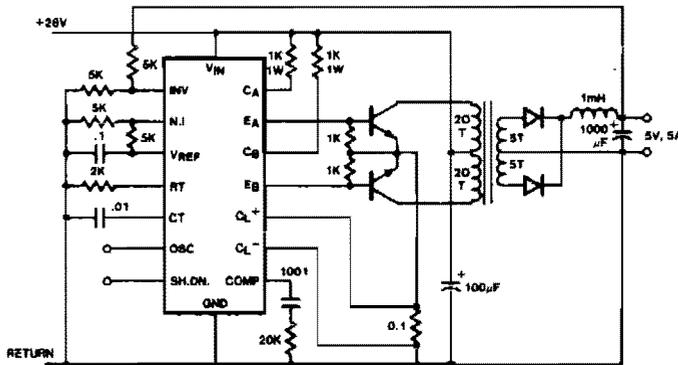 +28V
5K
VIN
1K
1W
1K
1W
5K
INV
CA
1mH
5K
N.I
EA
20
T
5T
1000
μF
+
5V, 5A
.1
5K
VREF
CB
1K
2K
RT
EB
1K
20
T
5T
.01
CT
CL+
OSC
CL-
SH.DN.
COMP
1001
+
100μF
GND
20K
0.1
RETURN